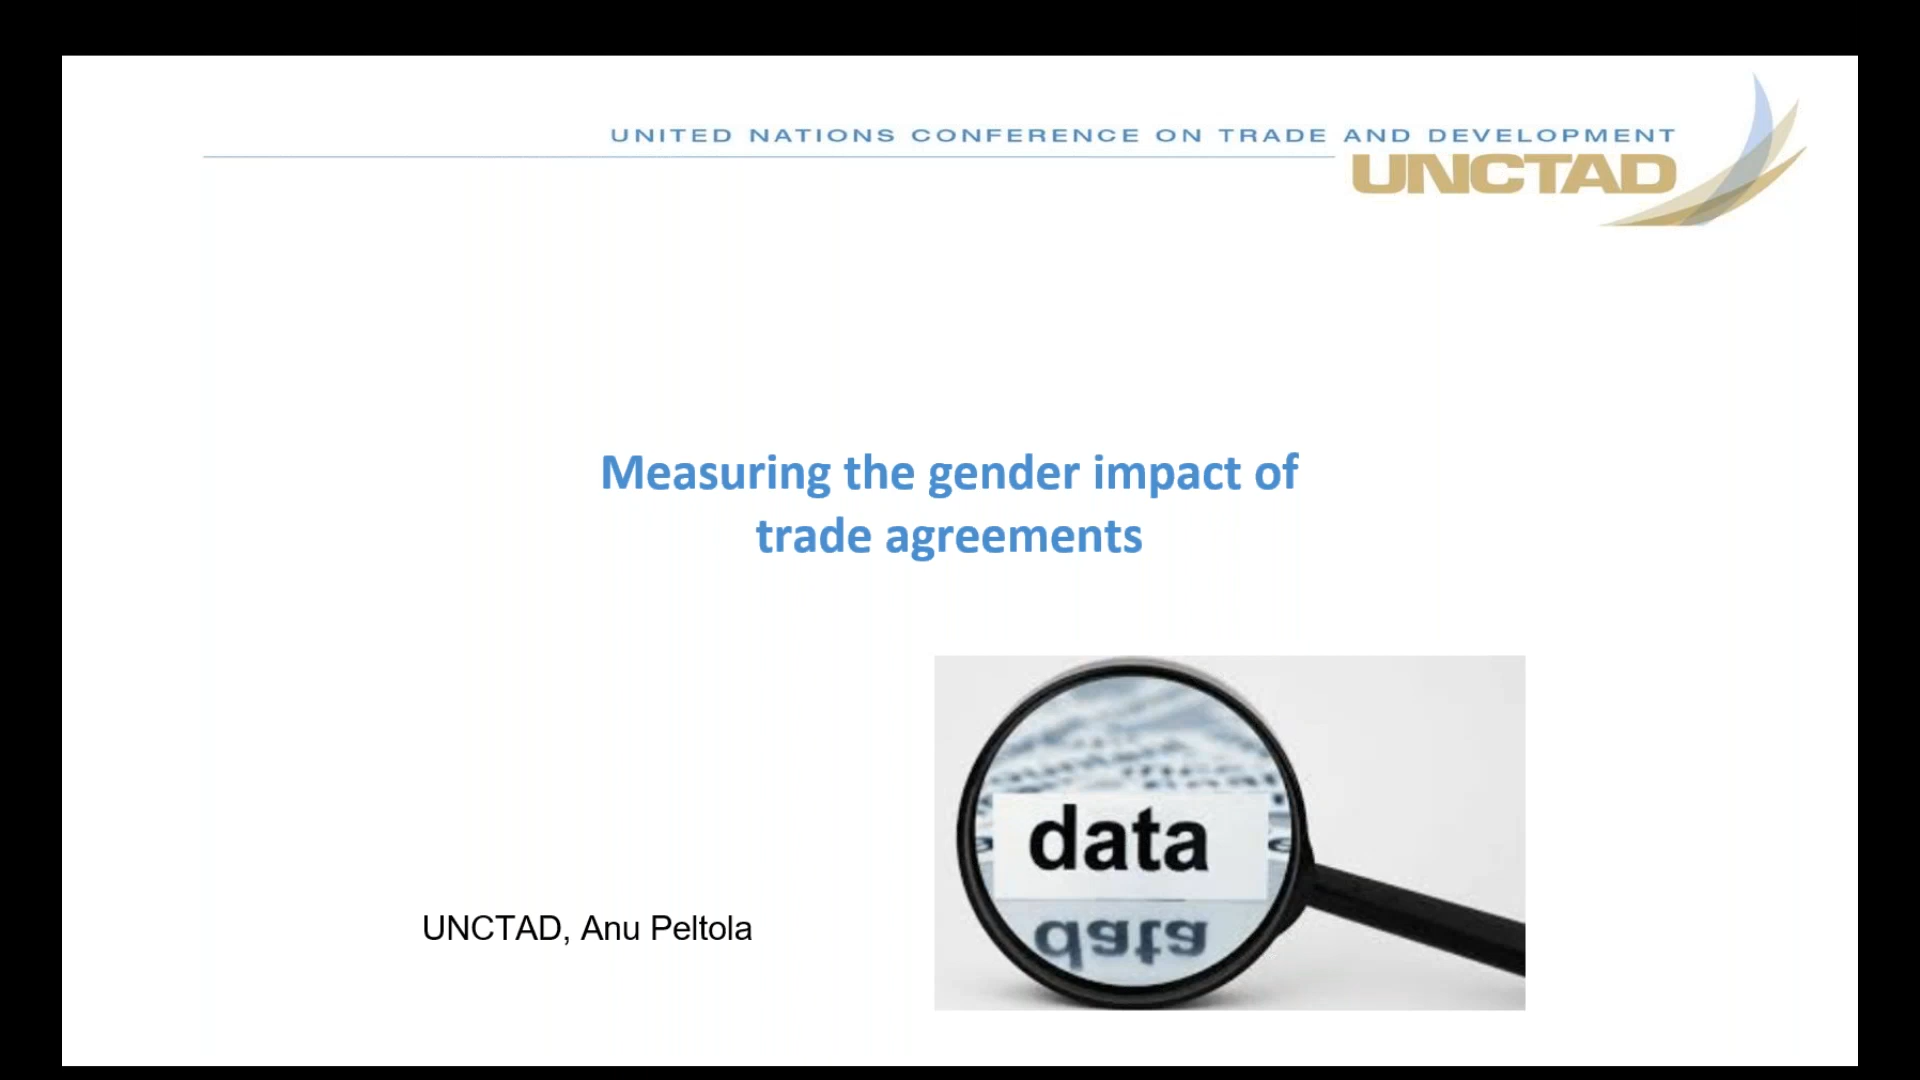 UNITED NATIONS CONFERENCE ON TRADE AND DEVELOPMENT
UNCTAD
Measuring the gender impact of
trade agreements
data
data
UNCTAD, Anu Peltola